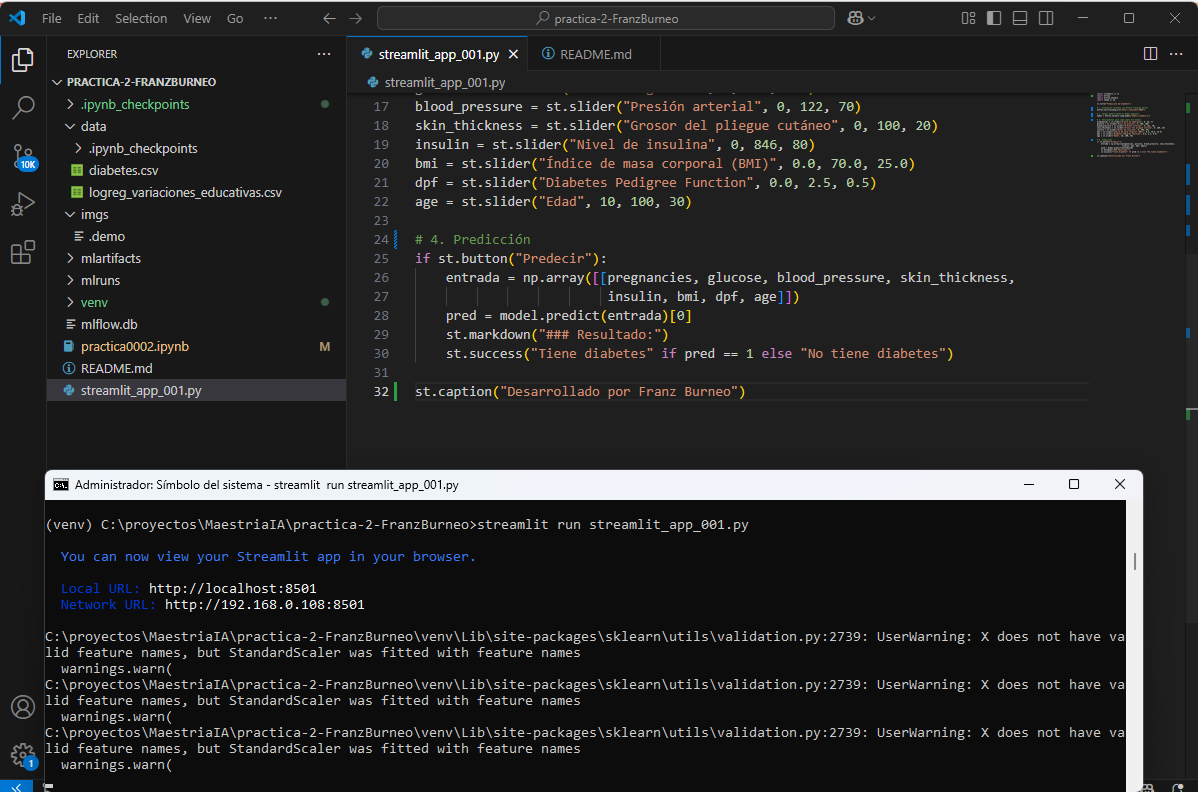 File Edit Selection View Go ··· practica-2-FranzBurneo
EXPLORER ···
streamlit_app_001.py README.md
PRACTICA-2-FRANZBURNEO
streamlit_app_001.py
.ipynb_checkpoints
data
.ipynb_checkpoints
diabetes.csv
logreg_variaciones_educativas.csv
imgs
.demo
mlartifacts
mlruns
venv
mlflow.db
practica0002.ipynb M
README.md
streamlit_app_001.py
10K
1
17 blood_pressure = st.slider("Presión arterial", 0, 122, 70)
18 skin_thickness = st.slider("Grosor del pliegue cutáneo", 0, 100, 20)
19 insulin = st.slider("Nivel de insulina", 0, 846, 80)
20 bmi = st.slider("Índice de masa corporal (BMI)", 0.0, 70.0, 25.0)
21 dpf = st.slider("Diabetes Pedigree Function", 0.0, 2.5, 0.5)
22 age = st.slider("Edad", 10, 100, 30)
23
24 # 4. Predicción
25 if st.button("Predecir"):
26 entrada = np.array([[pregnancies, glucose, blood_pressure, skin_thickness,
27 insulin, bmi, dpf, age]])
28 pred = model.predict(entrada)[0]
29 st.markdown("### Resultado:")
30 st.success("Tiene diabetes" if pred == 1 else "No tiene diabetes")
31
32 st.caption("Desarrollado por Franz Burneo")
Administrador: Símbolo del sistema - streamlit run streamlit_app_001.py
(venv) C:\proyectos\MaestriaIA\practica-2-FranzBurneo>streamlit run streamlit_app_001.py
You can now view your Streamlit app in your browser.
Local URL: http://localhost:8501
Network URL: http://192.168.0.108:8501
C:\proyectos\MaestriaIA\practica-2-FranzBurneo\venv\Lib\site-packages\sklearn\utils\validation.py:2739: UserWarning: X does not have va
lid feature names, but StandardScaler was fitted with feature names
warnings.warn(
C:\proyectos\MaestriaIA\practica-2-FranzBurneo\venv\Lib\site-packages\sklearn\utils\validation.py:2739: UserWarning: X does not have va
lid feature names, but StandardScaler was fitted with feature names
warnings.warn(
C:\proyectos\MaestriaIA\practica-2-FranzBurneo\venv\Lib\site-packages\sklearn\utils\validation.py:2739: UserWarning: X does not have va
lid feature names, but StandardScaler was fitted with feature names
warnings.warn(